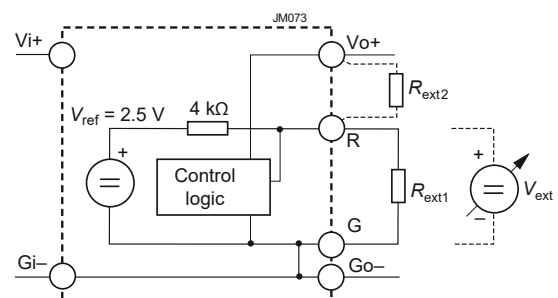 JM073
Vi+
Vo+
Rext2
Vref = 2.5 V
4 kΩ
R
+
+
Control
logic
Rext1
Vext
–
G
Gi–
Go–